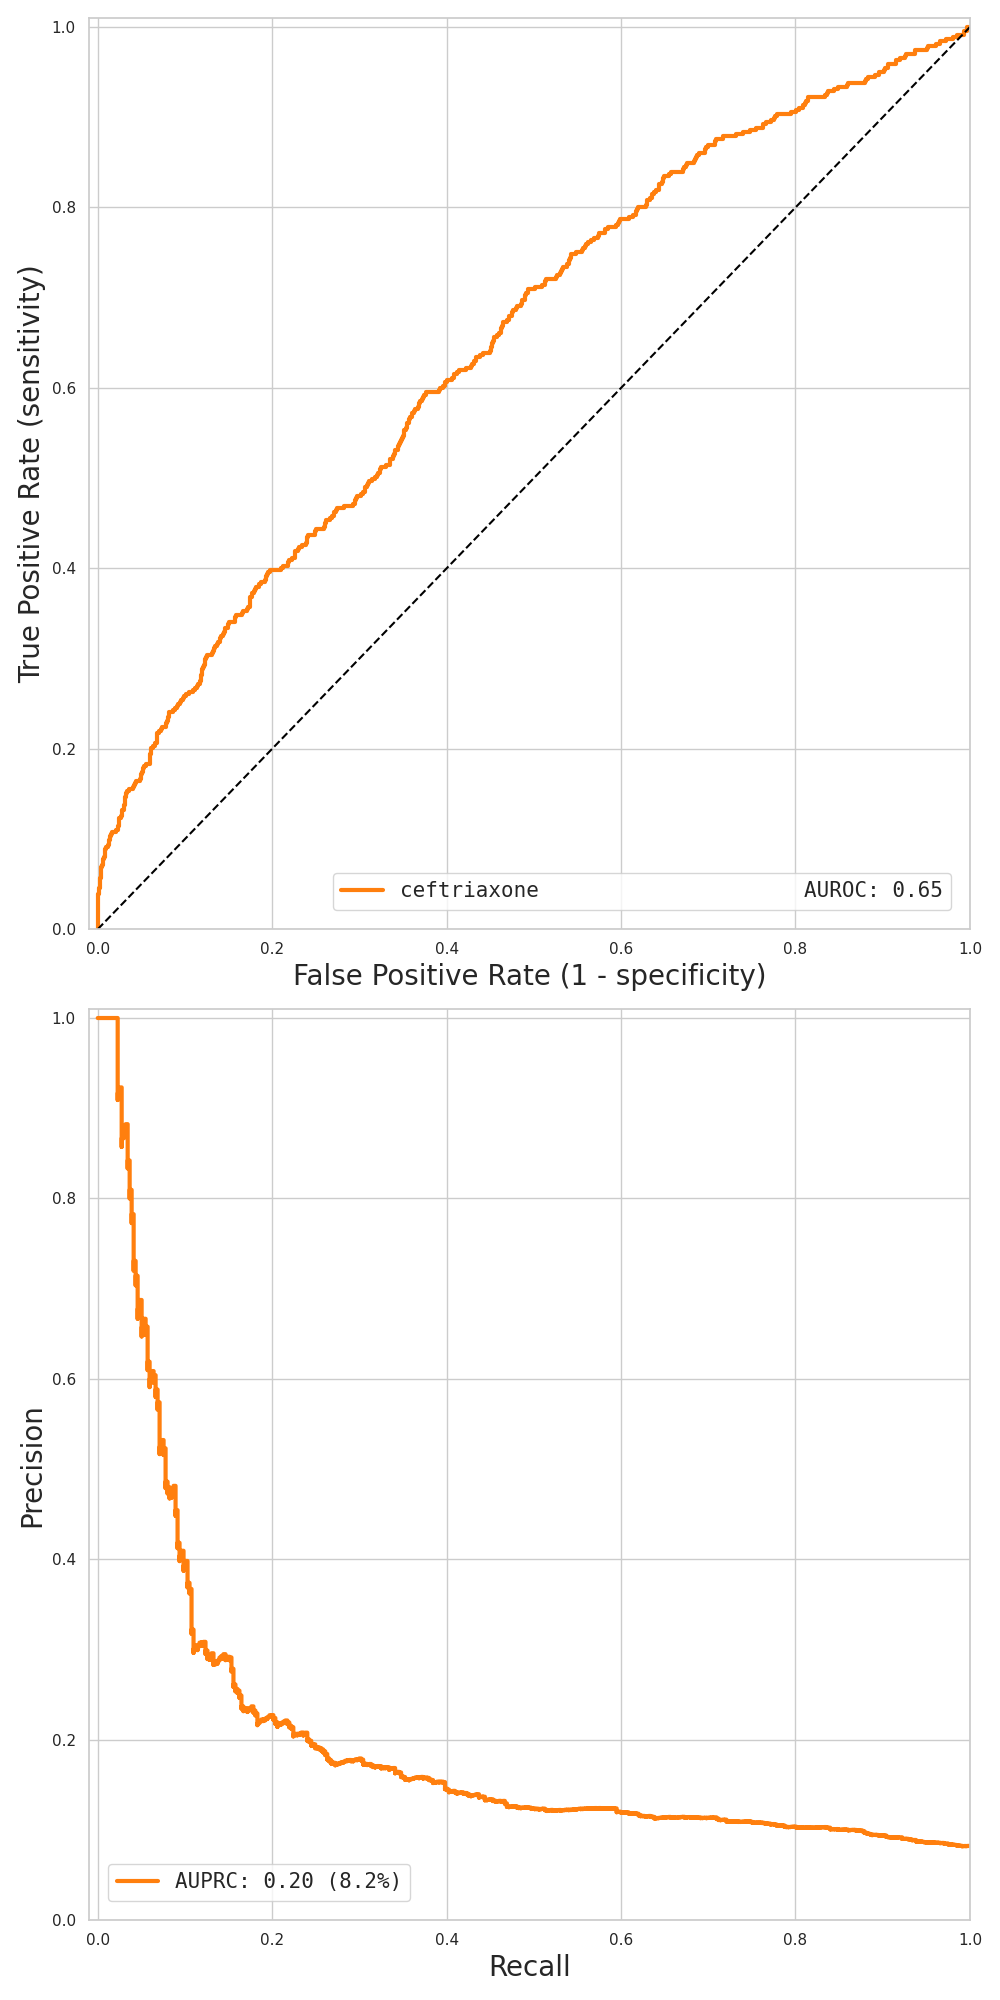 1.0
0.8
0.6
0.4
0.2
0.0
True Positive Rate (sensitivity)
ceftriaxone AUROC: 0.65
0.0 0.2 0.4 0.6 0.8 1.0
False Positive Rate (1 - specificity)
1.0
0.8
0.6
0.4
0.2
0.0
Precision
AUPRC: 0.20 (8.2%)
0.0 0.2 0.4 0.6 0.8 1.0
Recall